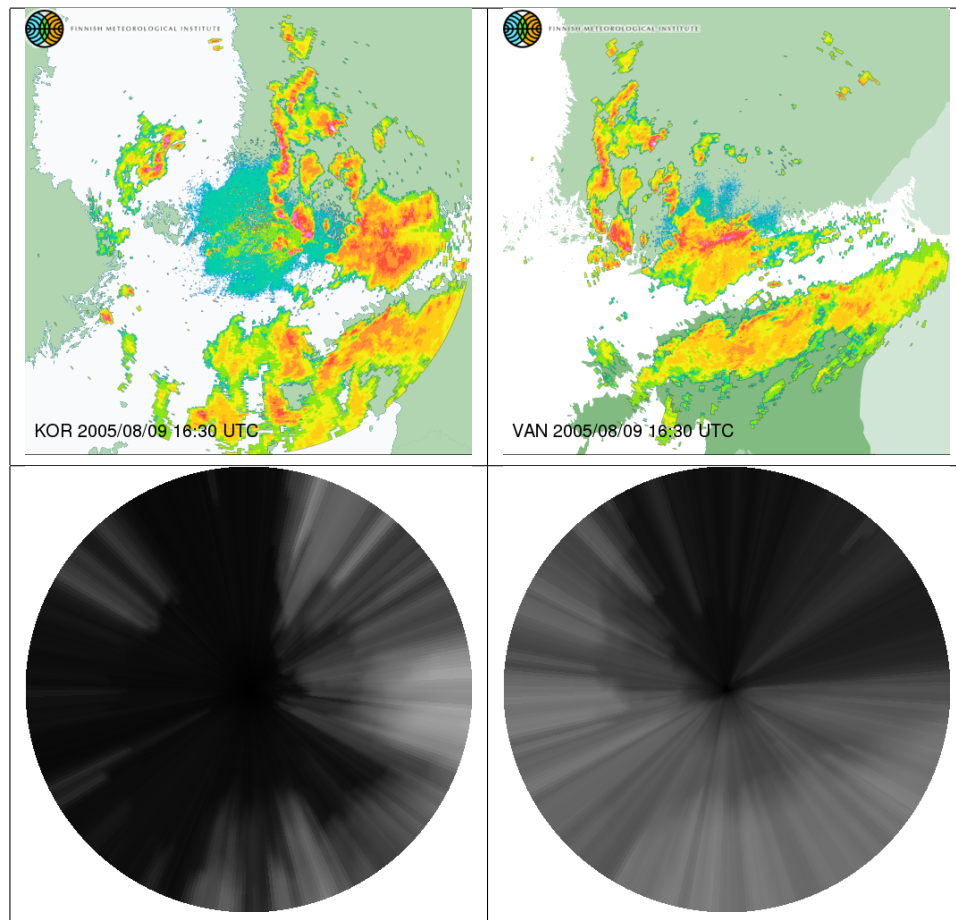 FINNISH METEOROLOGICAL INSTITUTE
FINNISH METEOROLOGICAL INSTITUTE
KOR 2005/08/09 16:30 UTC
VAN 2005/08/09 16:30 UTC